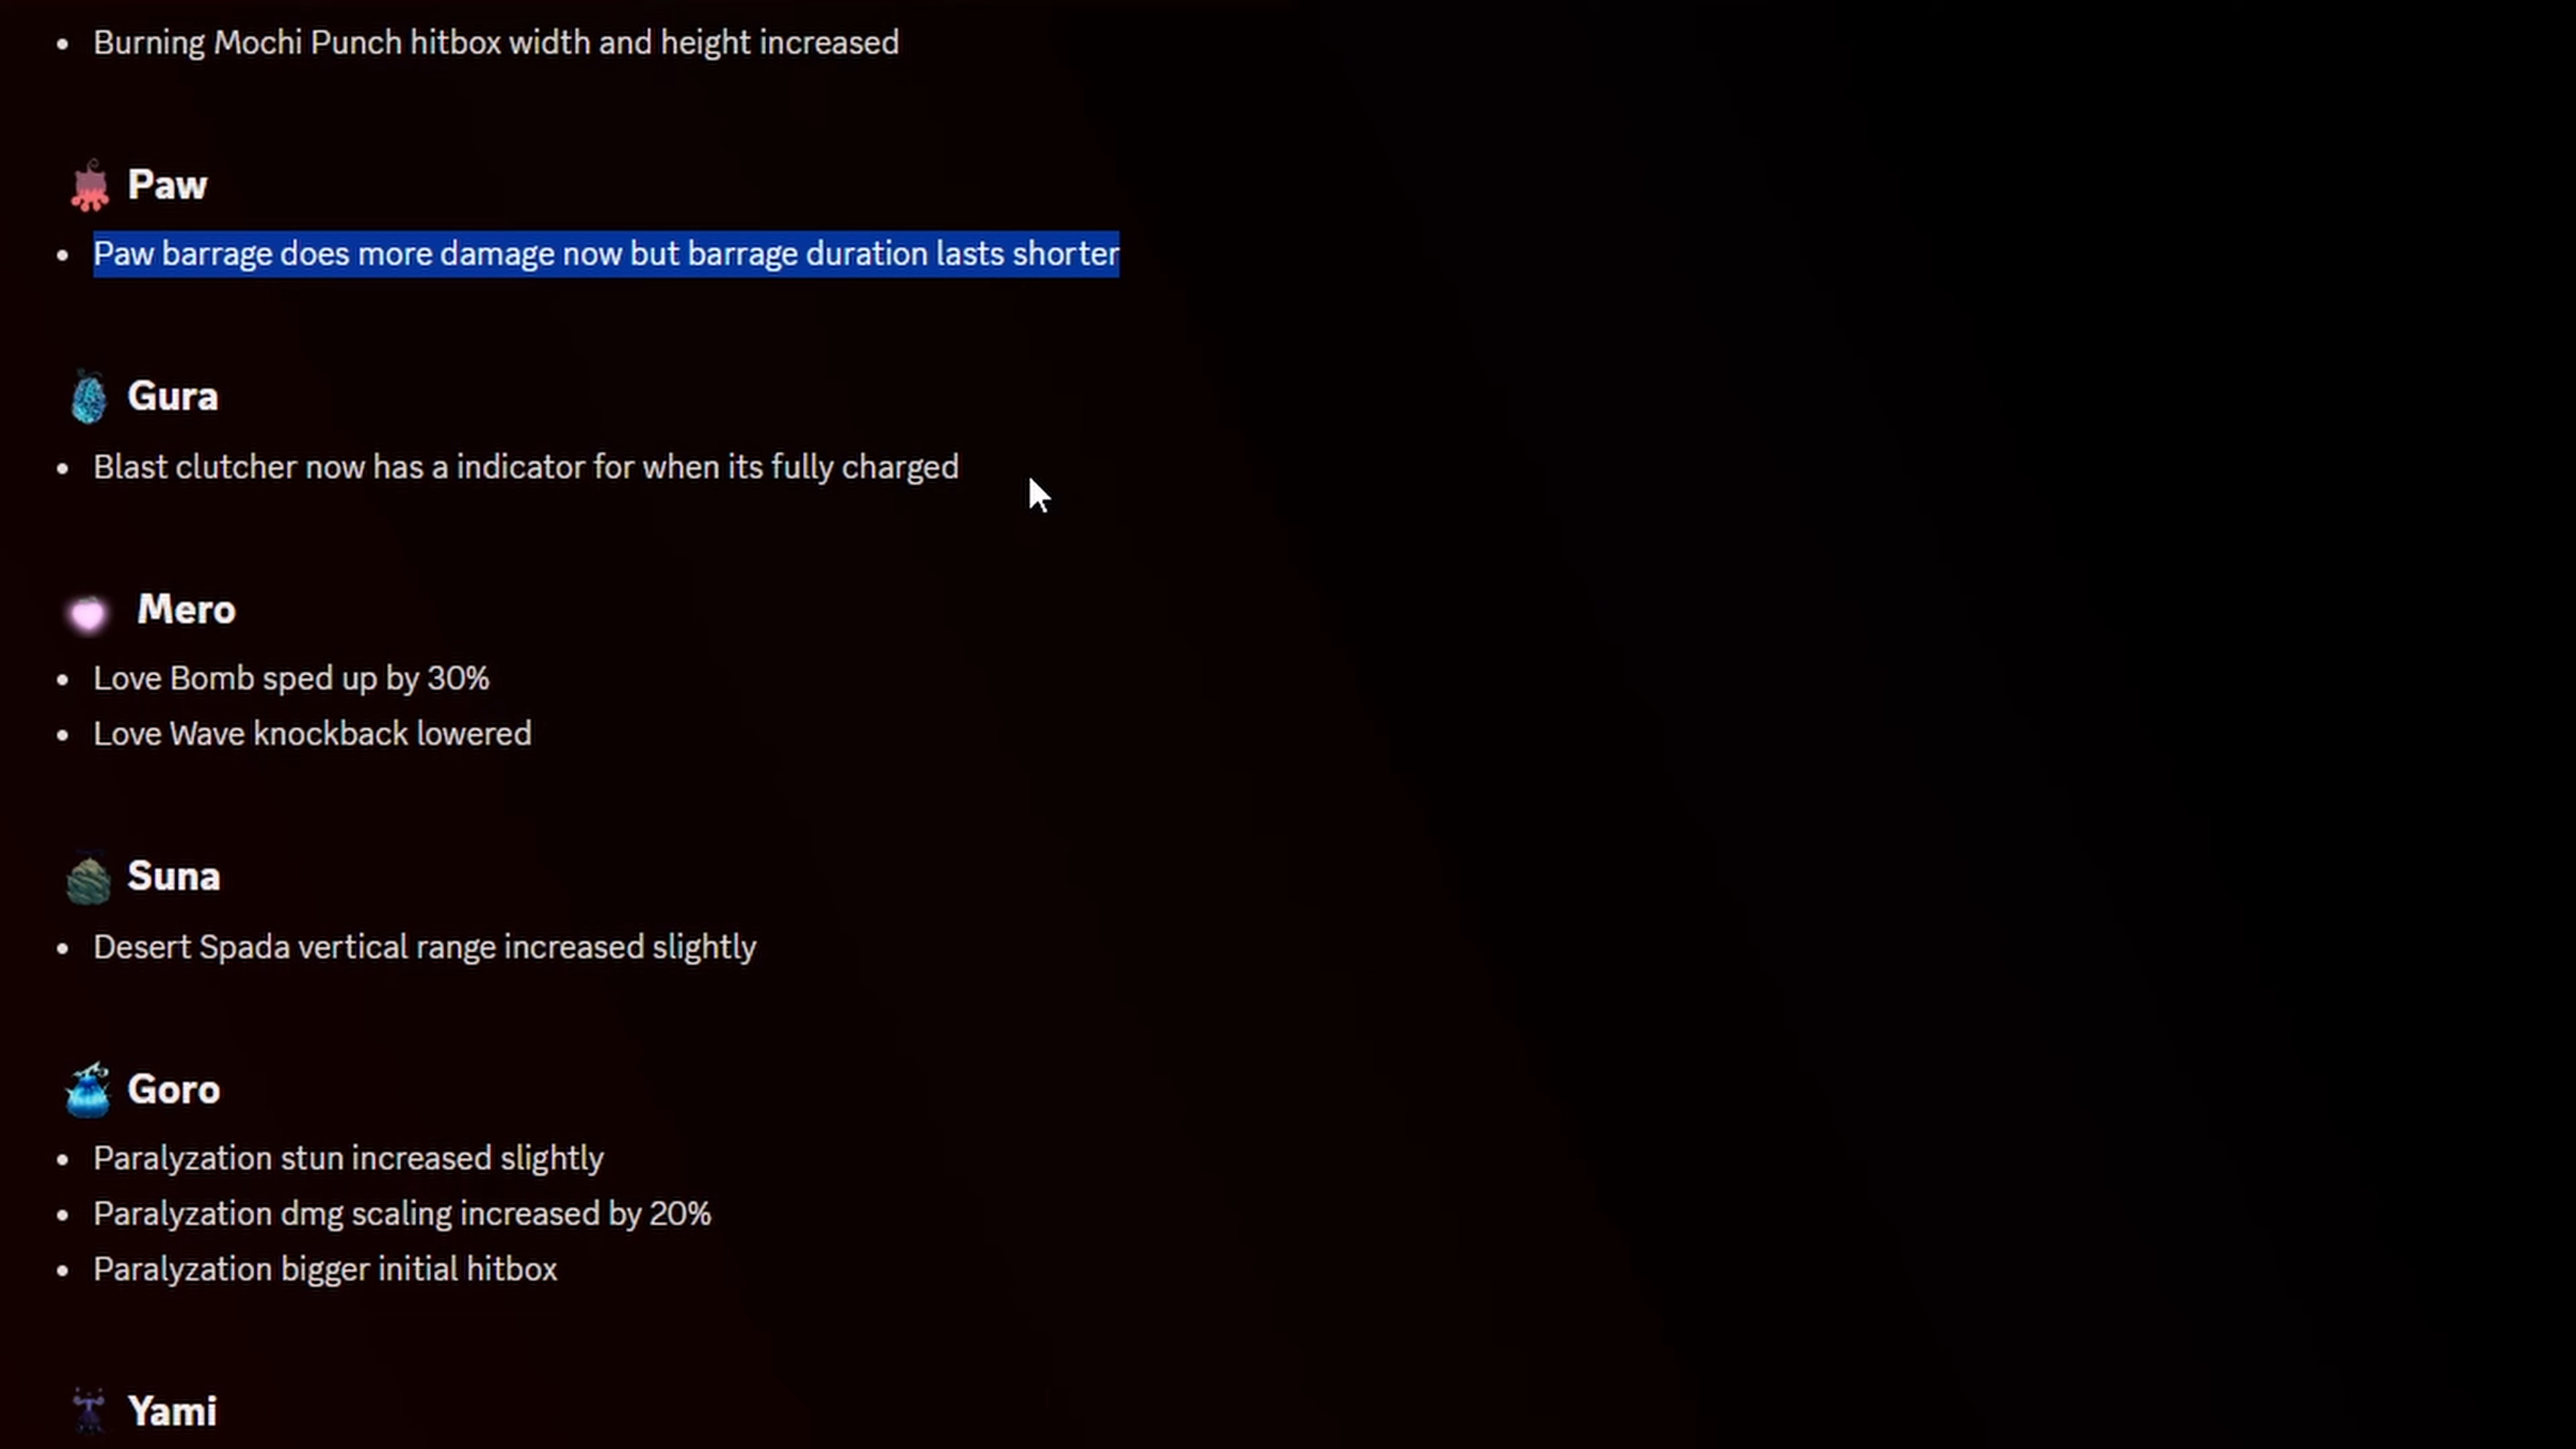 • Burning Mochi Punch hitbox width and height increased
Paw
• Paw barrage does more damage now but barrage duration lasts shorter
Gura
• Blast clutcher now has a indicator for when its fully charged
Mero
• Love Bomb sped up by 30%
• Love Wave knockback lowered
Suna
• Desert Spada vertical range increased slightly
Goro
• Paralyzation stun increased slightly
• Paralyzation dmg scaling increased by 20%
• Paralyzation bigger initial hitbox
Yami